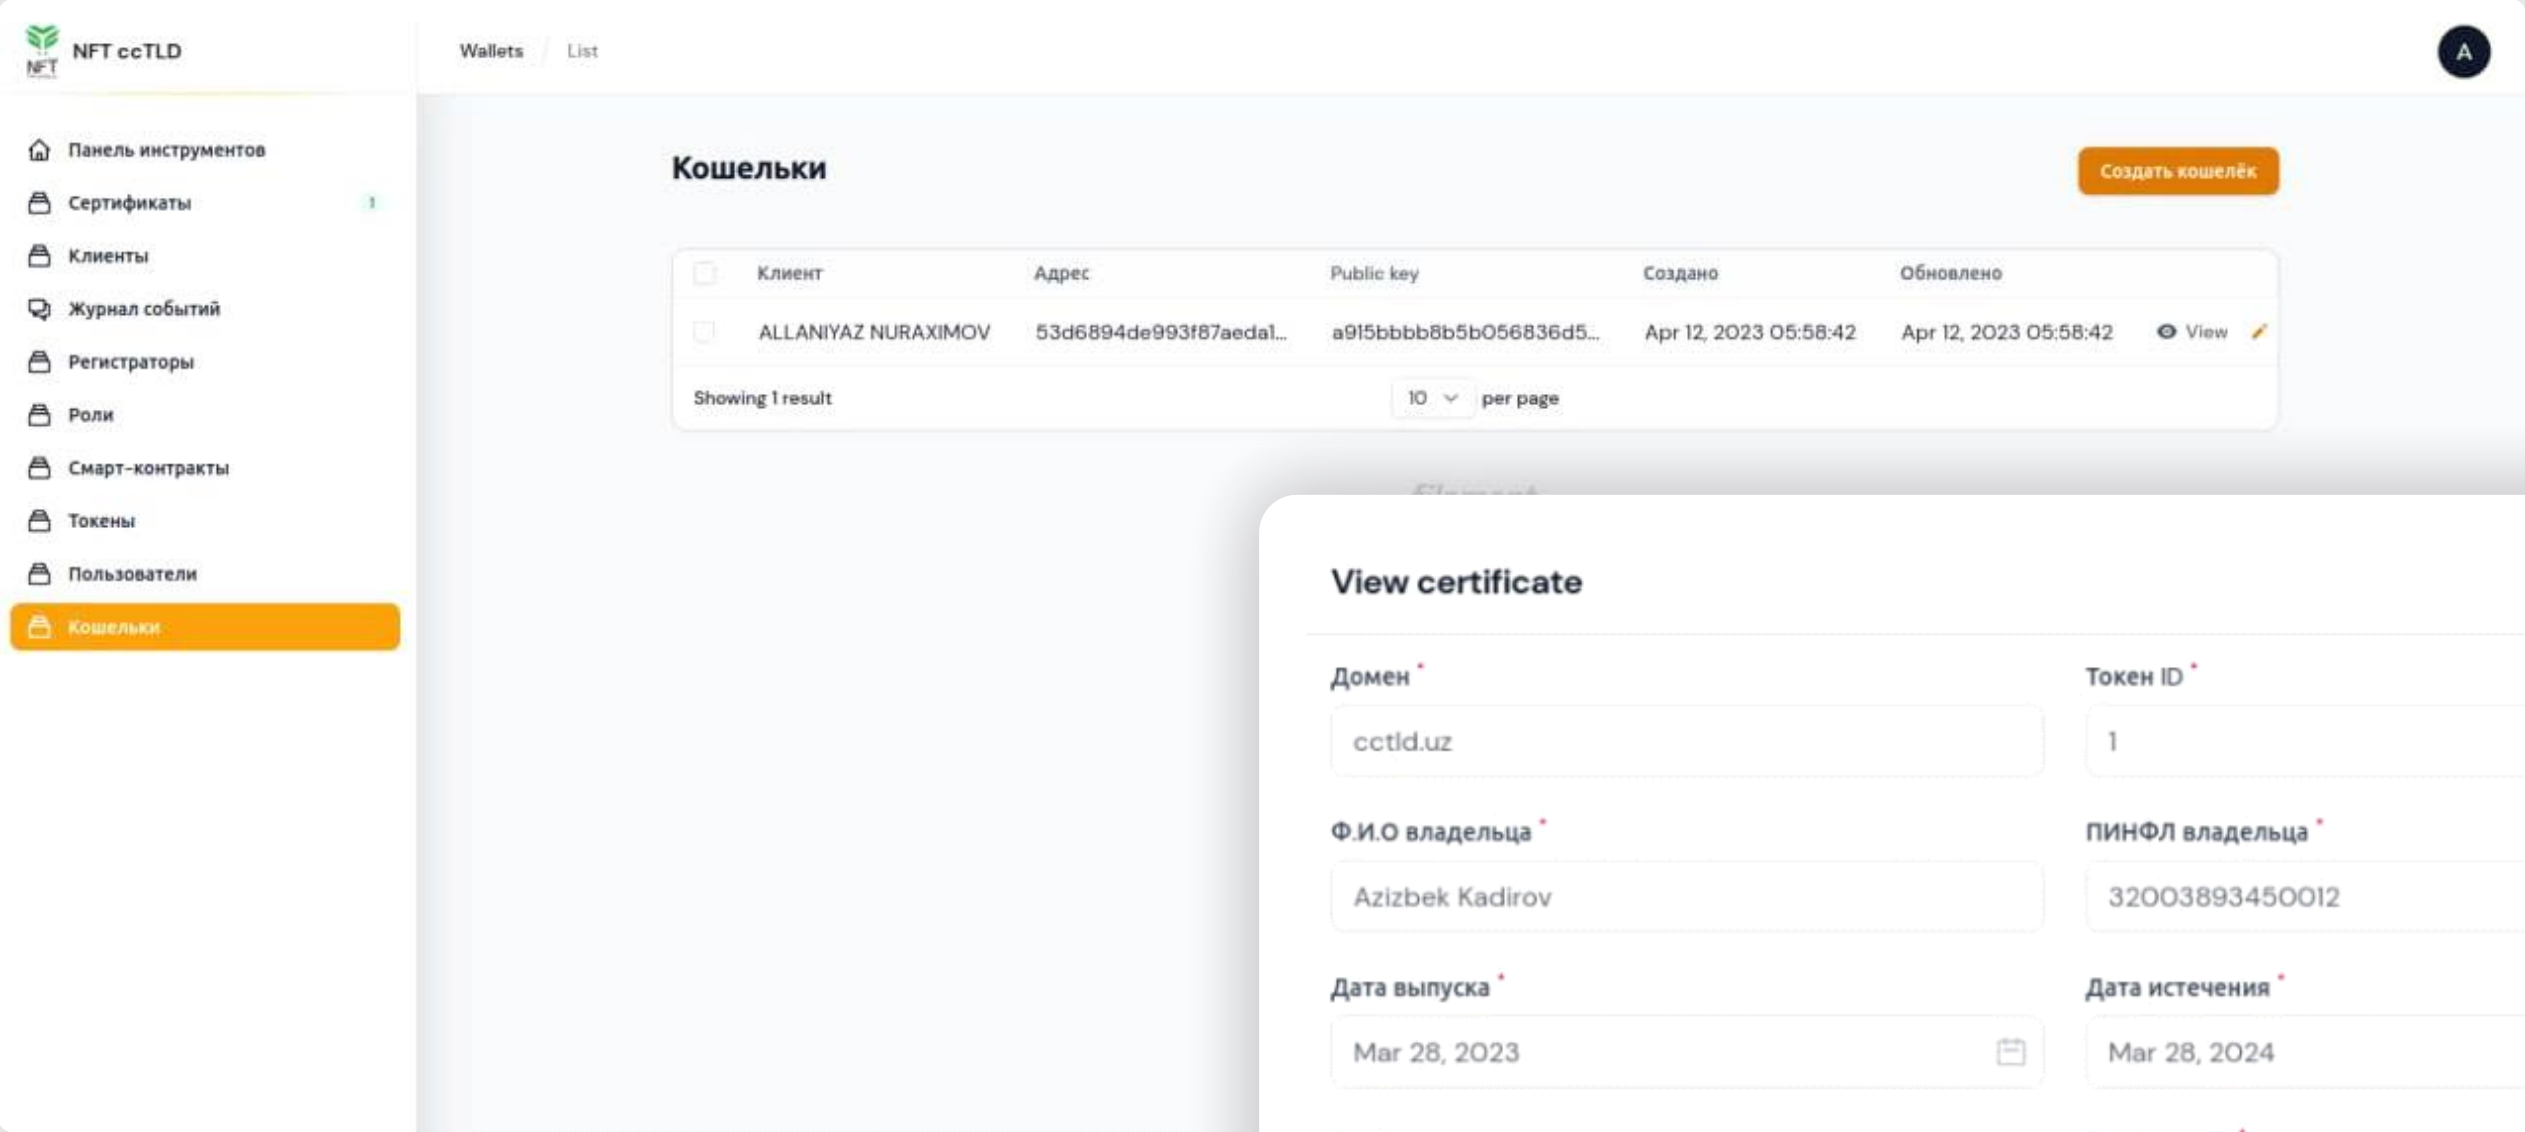 NFT
NFT ccTLD
Wallets / List
A
Панель инструментов
Сертификаты 1
Клиенты
Журнал событий
Регистраторы
Роли
Смарт-контракты
Токены
Пользователи
Кошельки
Кошельки
Создать кошелёк
Клиент Адрес Public key Создано Обновлено
ALLANIYAZ NURAXIMOV 53d6894de993f87aeda1... a915bbbb8b5b056836d5... Apr 12, 2023 05:58:42 Apr 12, 2023 05:58:42 View
Showing 1 result 10 per page
filament
View certificate
Домен * Токен ID *
cctld.uz 1
Ф.И.О владельца * ПИНФЛ владельца *
Azizbek Kadirov 32003893450012
Дата выпуска * Дата истечения *
Mar 28, 2023 Mar 28, 2024